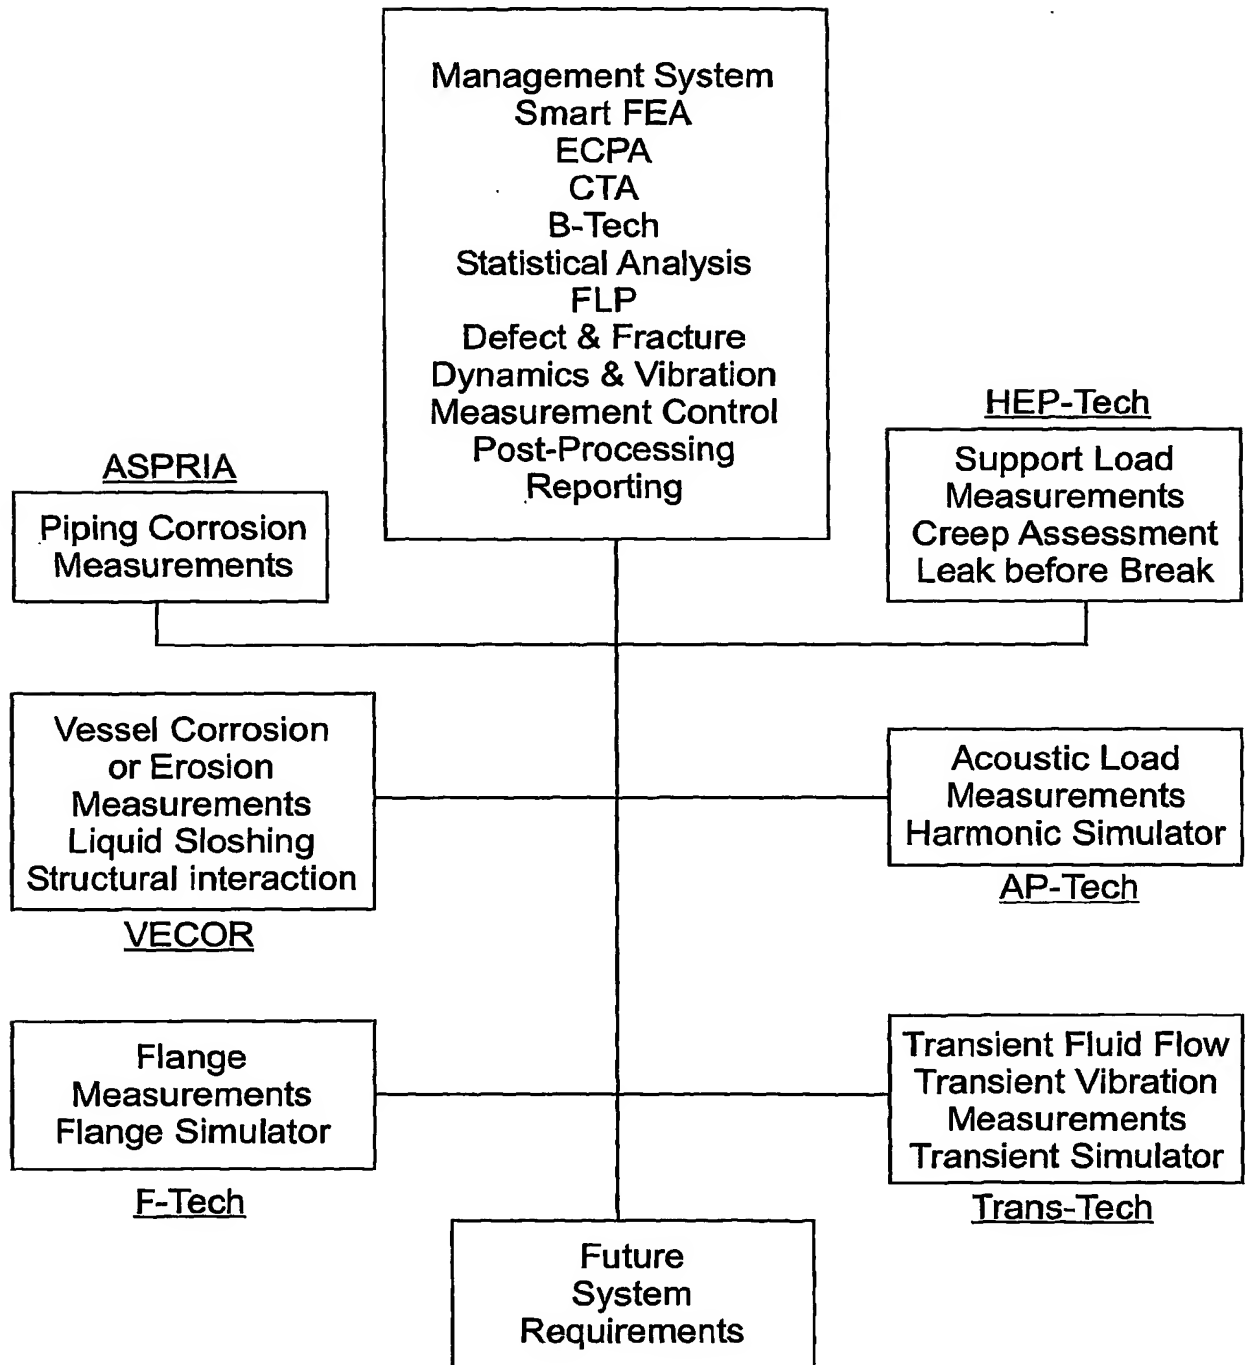 Management System
Smart FEA
ECPA
CTA
B-Tech
Statistical Analysis
FLP
Defect & Fracture
Dynamics & Vibration
Measurement Control
Post-Processing
Reporting
ASPRIA
Piping Corrosion
Measurements
HEP-Tech
Support Load
Measurements
Creep Assessment
Leak before Break
Vessel Corrosion
or Erosion
Measurements
Liquid Sloshing
Structural interaction
VECOR
Acoustic Load
Measurements
Harmonic Simulator
AP-Tech
Flange
Measurements
Flange Simulator
F-Tech
Transient Fluid Flow
Transient Vibration
Measurements
Transient Simulator
Trans-Tech
Future
System
Requirements